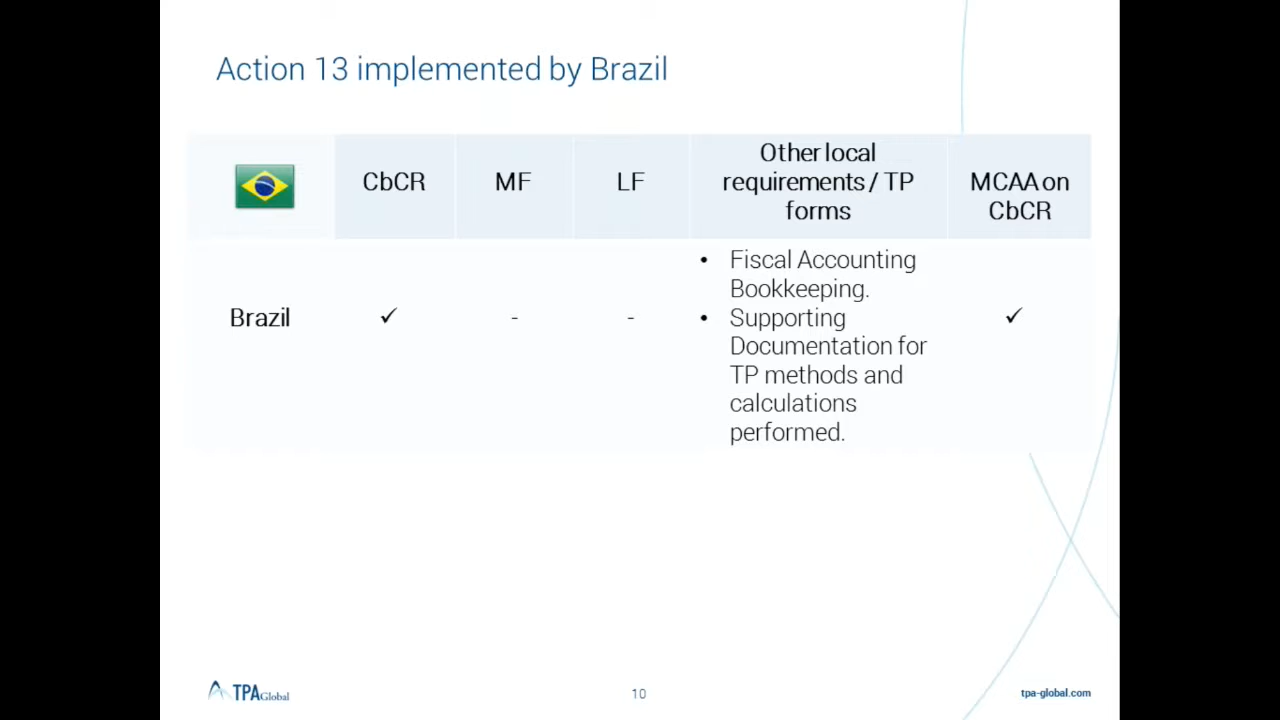 Action 13 implemented by Brazil
CbCR
MF
LF
Other local
requirements / TP
forms
MCAA on
CbCR
Brazil
✓
-
-
• Fiscal Accounting
Bookkeeping.
• Supporting
Documentation for
TP methods and
calculations
performed.
✓
TPA Global
10
tpa-global.com